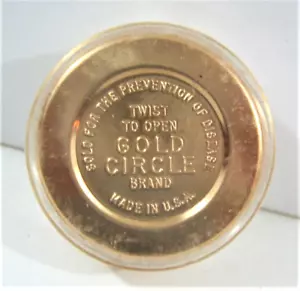 SOLD FOR THE PREVENTION OF DISEASE
TWIST
TO OPEN
GOLD
CIRCLE
BRAND
MADE IN U.S.A.